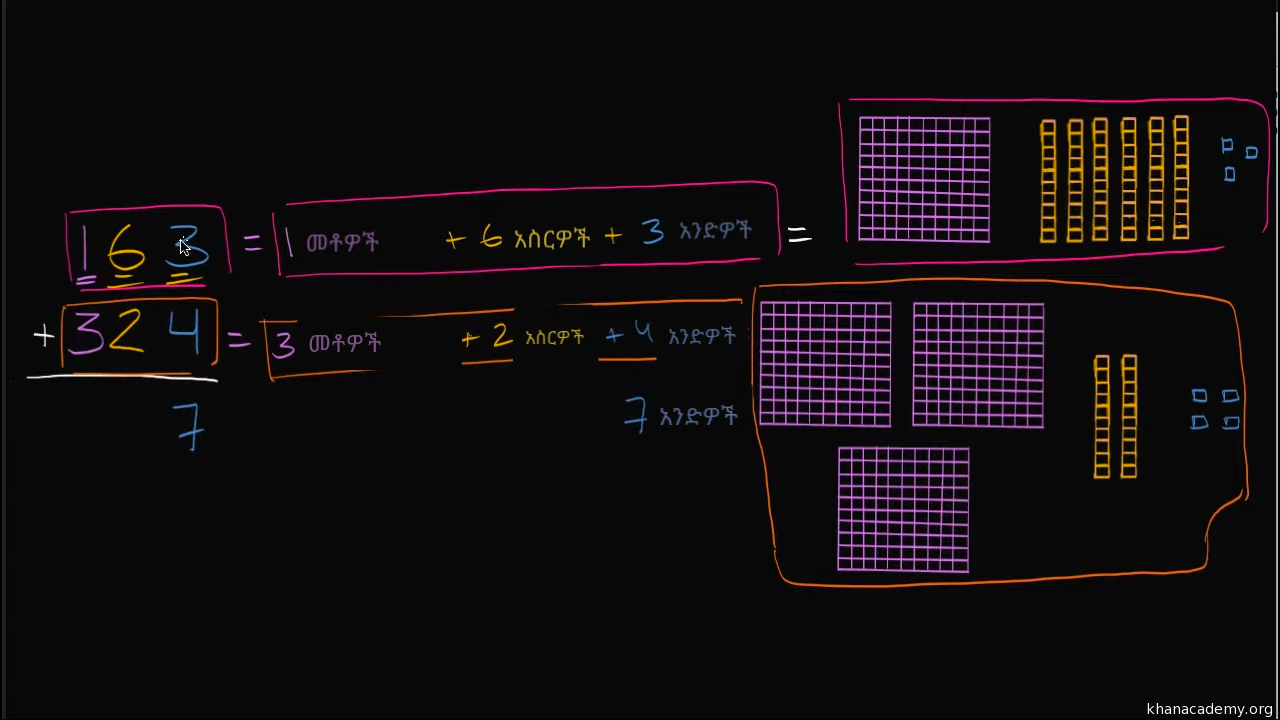 163 = 1 መቶዎች + 6 አስርዎች + 3 አንድዎች =
+ 324 = 3 መቶዎች + 2 አስርዎች + 4 አንድዎች
7 7 አንድዎች
khanacademy.org